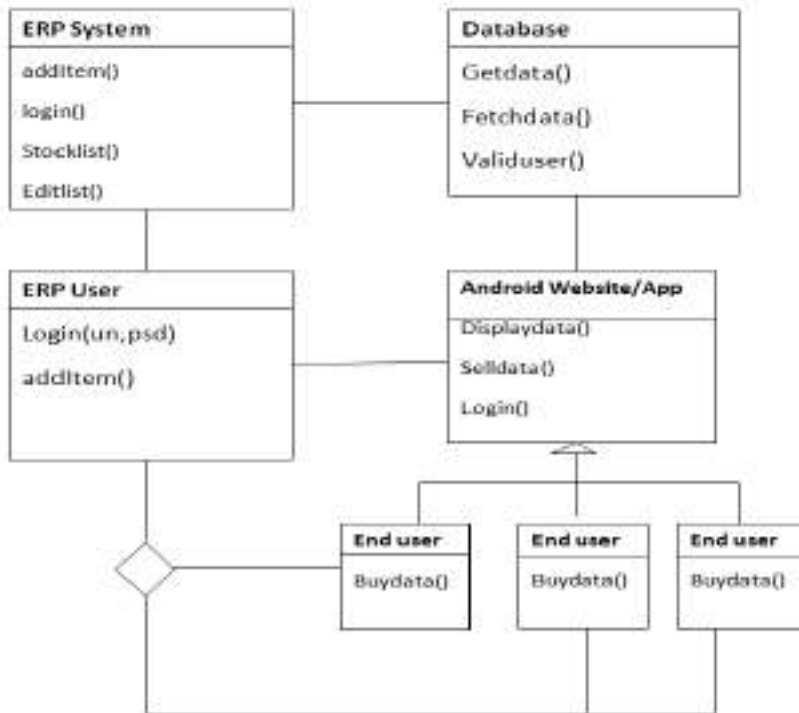 ERP System
addItem()
login()
Stocklist()
Editlist()
Database
Getdata()
Fetchdata()
Validuser()
ERP User
Login(un,psd)
addItem()
Android Website/App
Displaydata()
Selldata()
Login()
End user
Buydata()
End user
Buydata()
End user
Buydata()